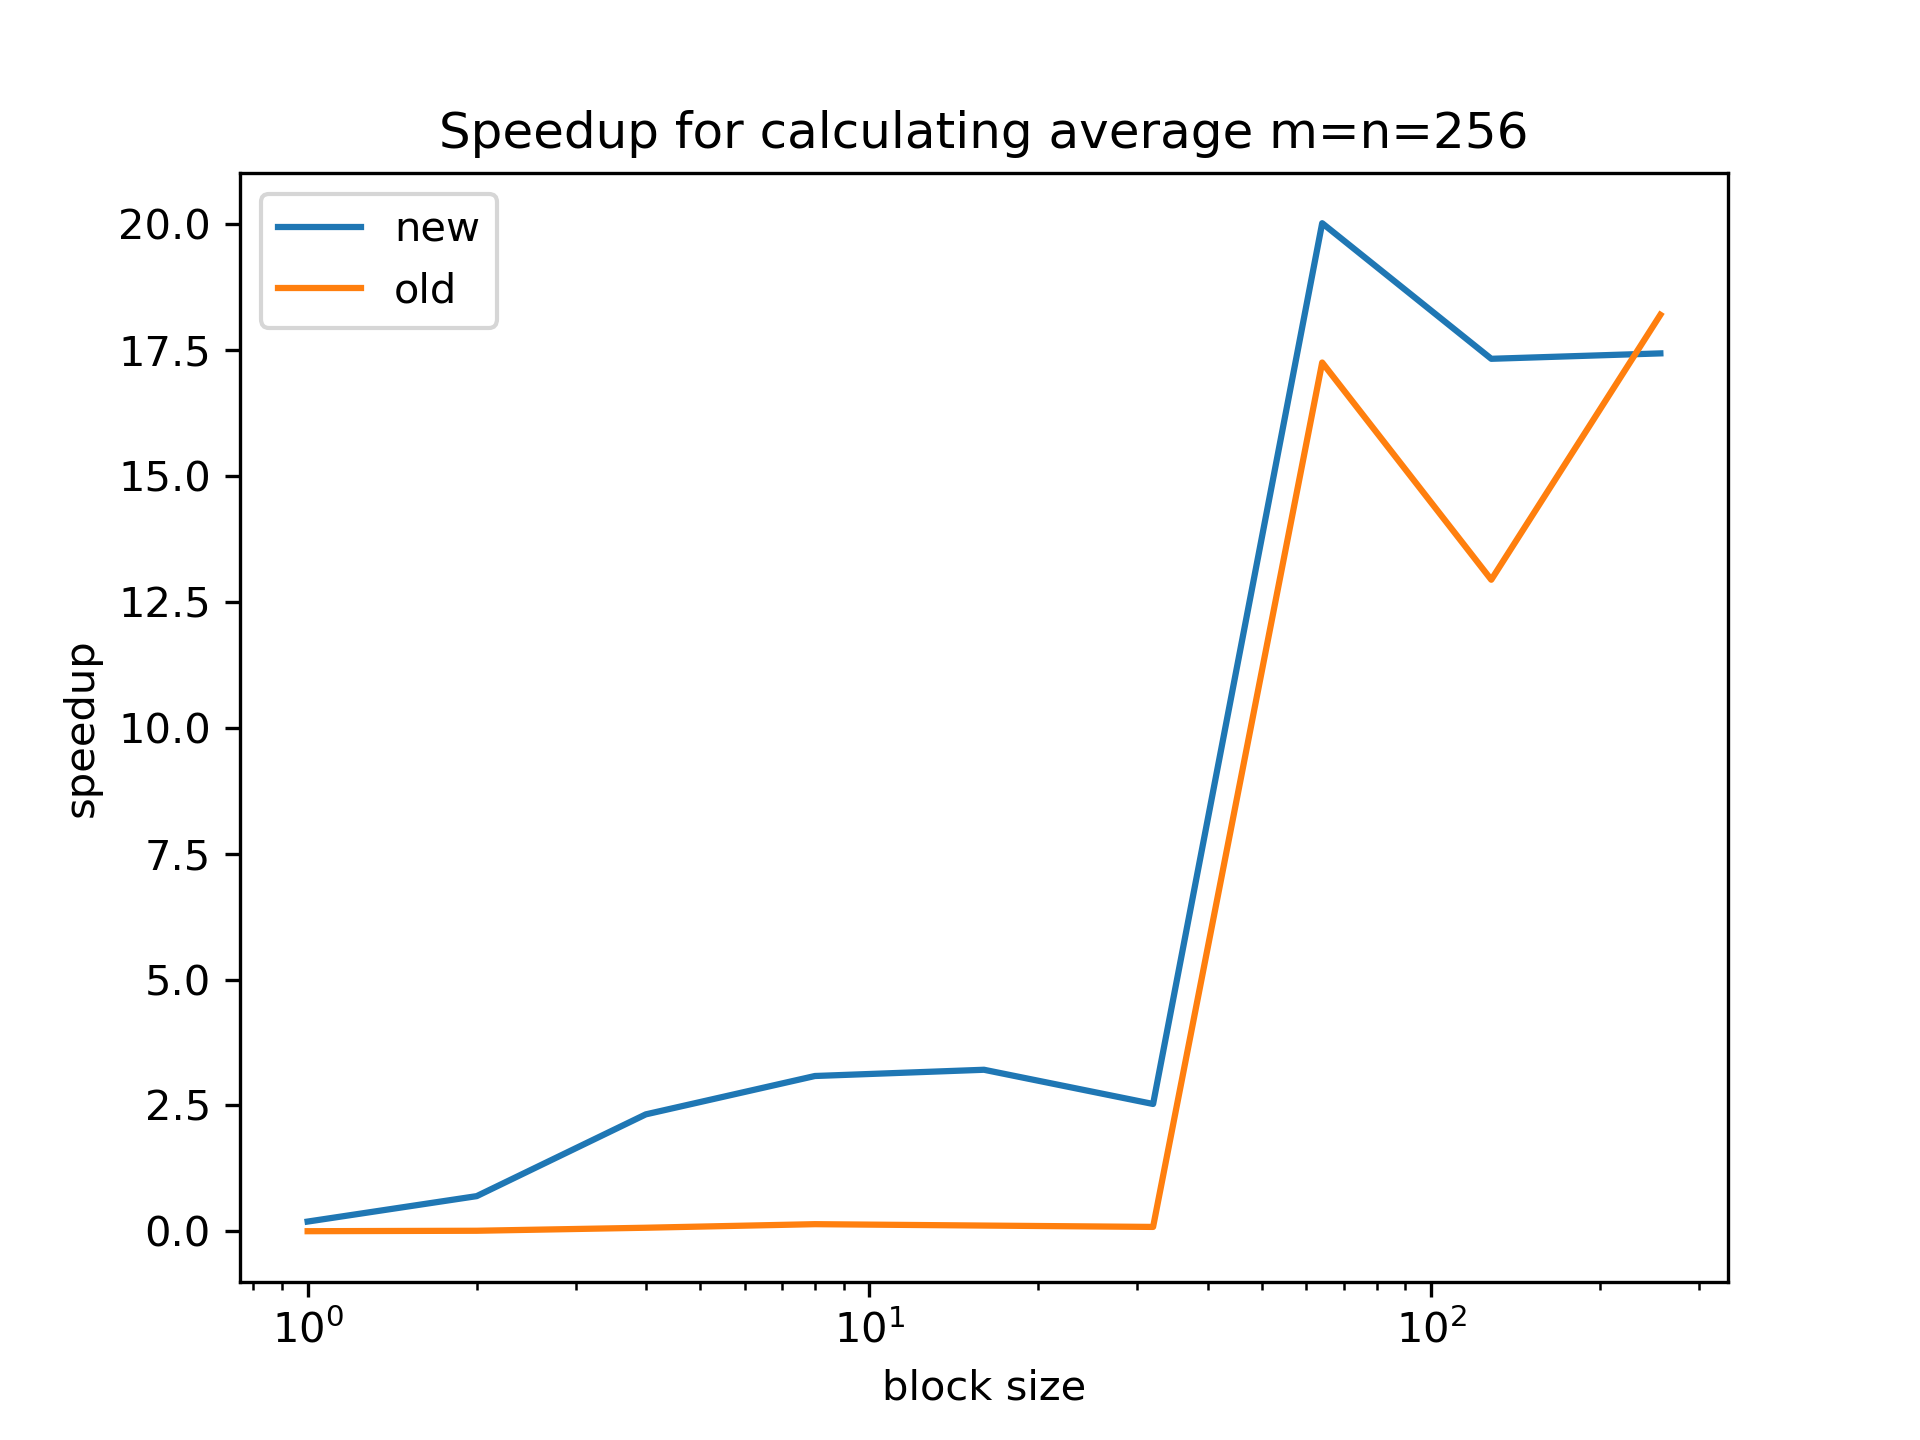 Speedup for calculating average m=n=256
new
old
20.0
17.5
15.0
12.5
10.0
7.5
5.0
2.5
0.0
speedup
10⁰ 10¹ 10²
block size